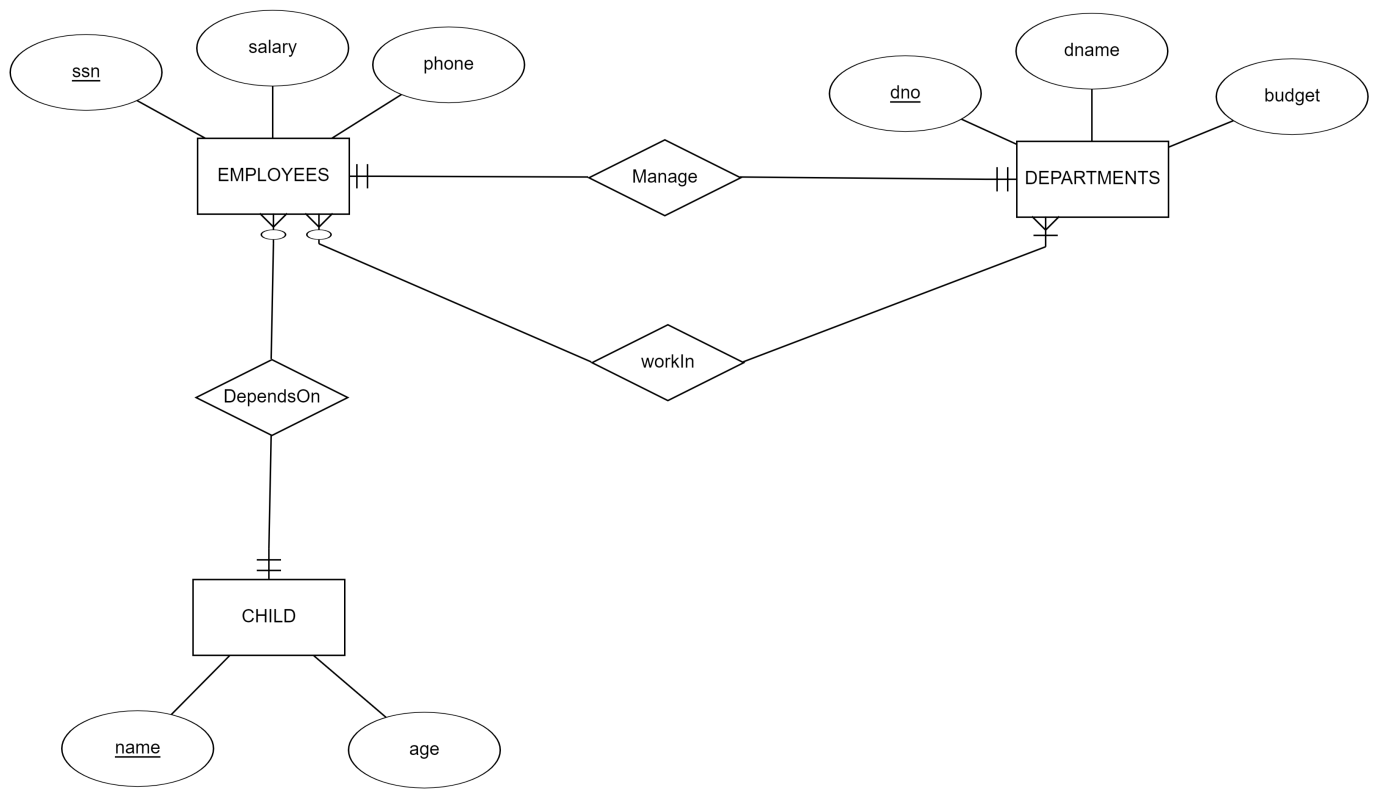 salary
ssn
phone
dname
dno
budget
EMPLOYEES
Manage
DEPARTMENTS
workIn
DependsOn
CHILD
name
age